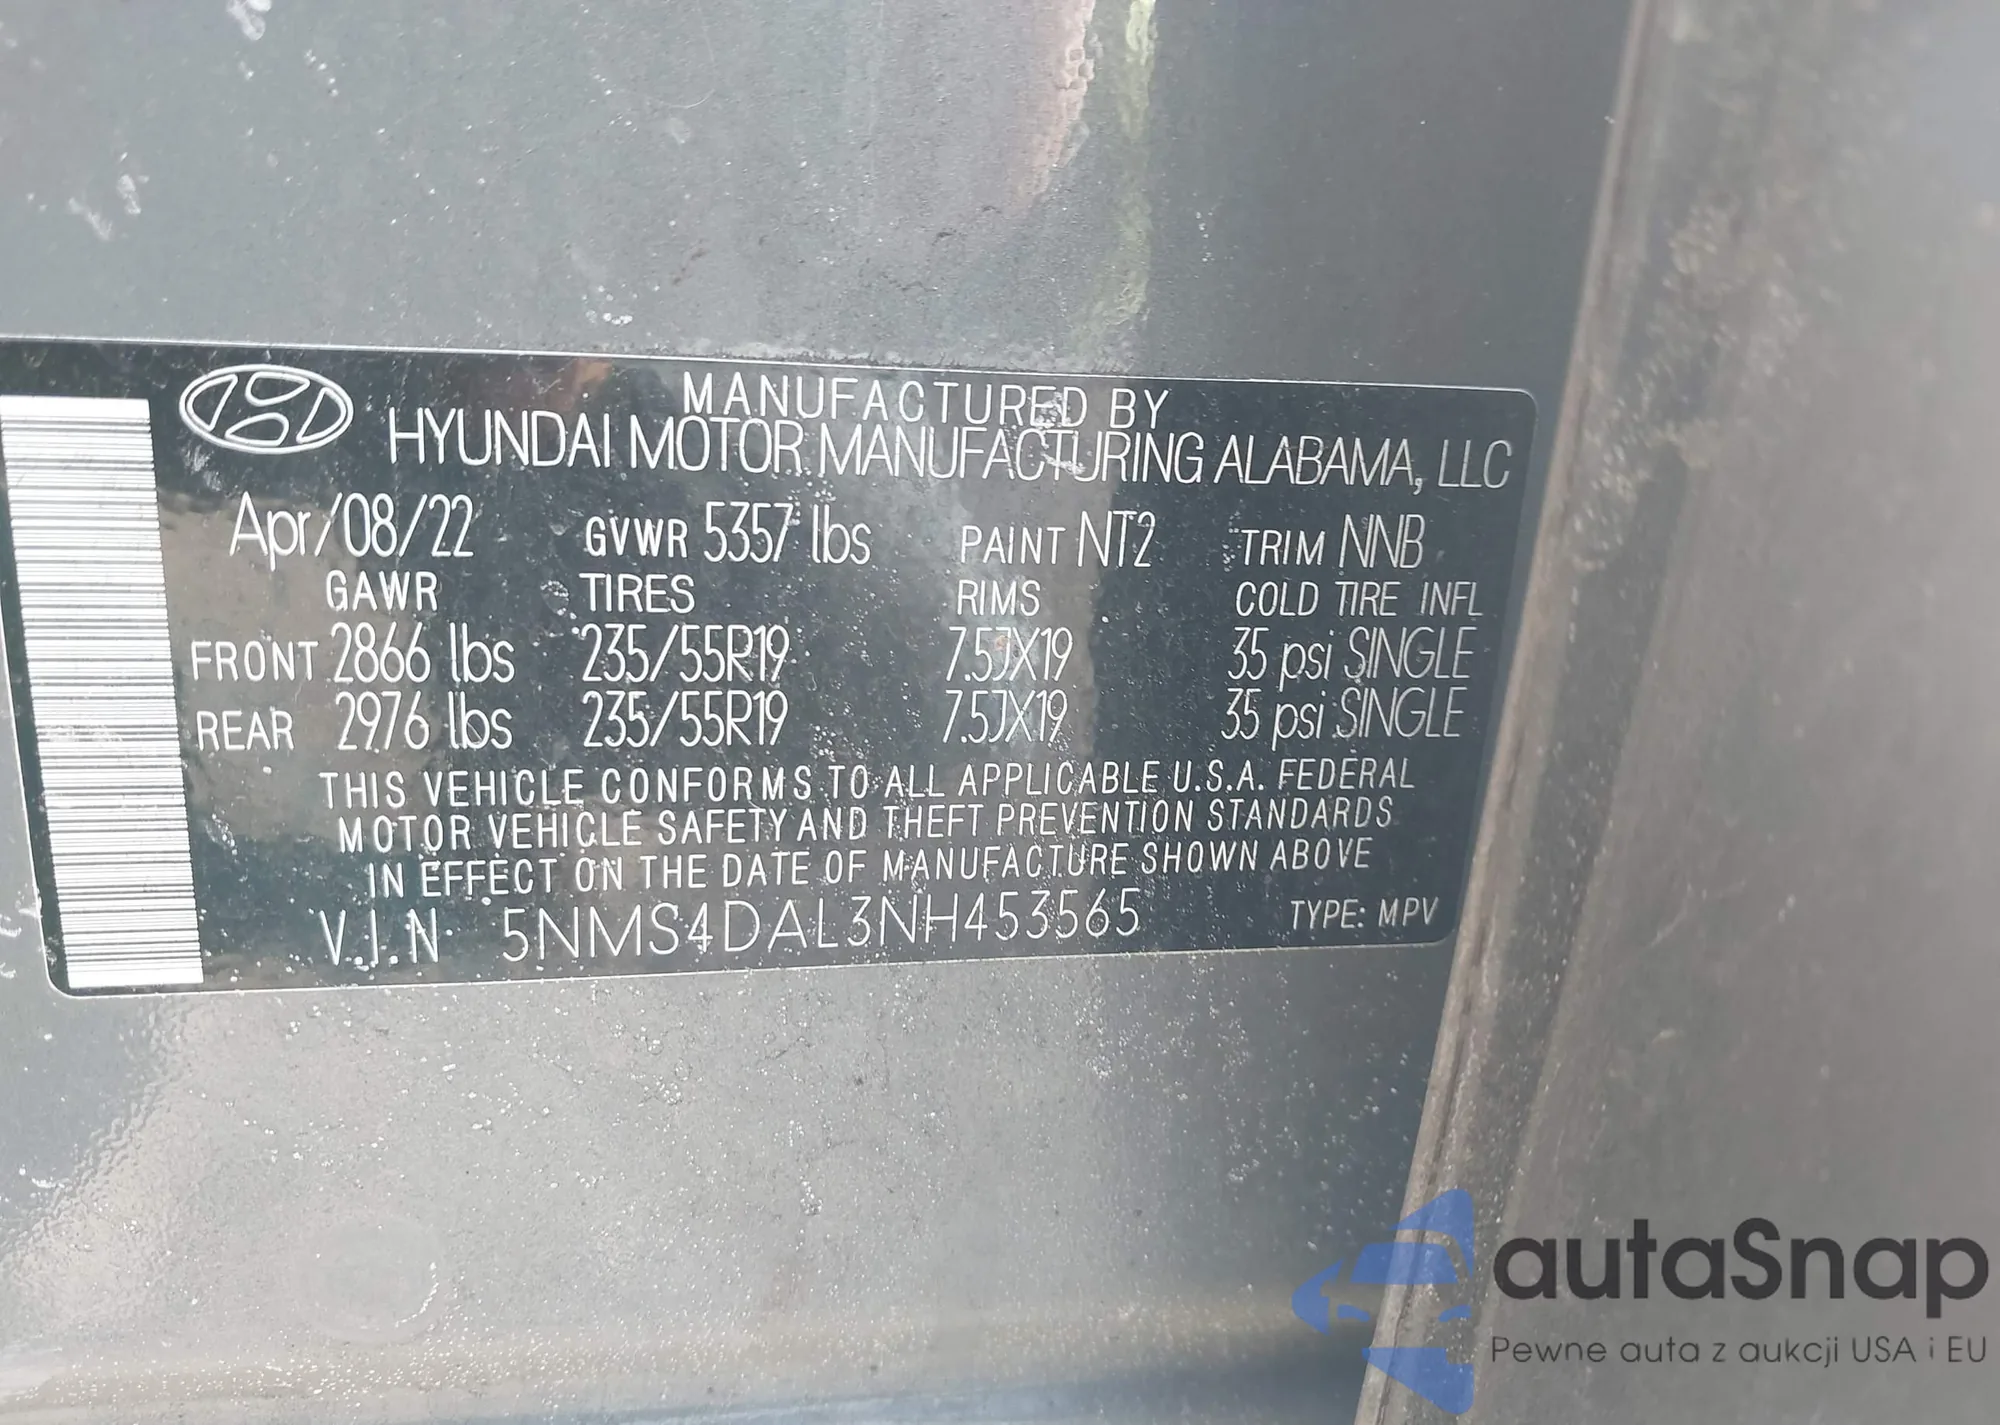 MANUFACTURED BY
HYUNDAI MOTOR MANUFACTURING ALABAMA, LLC
Apr/08/22 GVWR 5357 lbs PAINT NT2 TRIM NNB
GAWR TIRES RIMS COLD TIRE INFL
FRONT 2866 lbs 235/55R19 7.5JX19 35 psi SINGLE
REAR 2976 lbs 235/55R19 7.5JX19 35 psi SINGLE
THIS VEHICLE CONFORMS TO ALL APPLICABLE U.S.A. FEDERAL
MOTOR VEHICLE SAFETY AND THEFT PREVENTION STANDARDS
IN EFFECT ON THE DATE OF MANUFACTURE SHOWN ABOVE
V.I.N 5NMS4DAL3NH453565 TYPE: MPV
autaSnap
Pewne auta z aukcji USA i EU